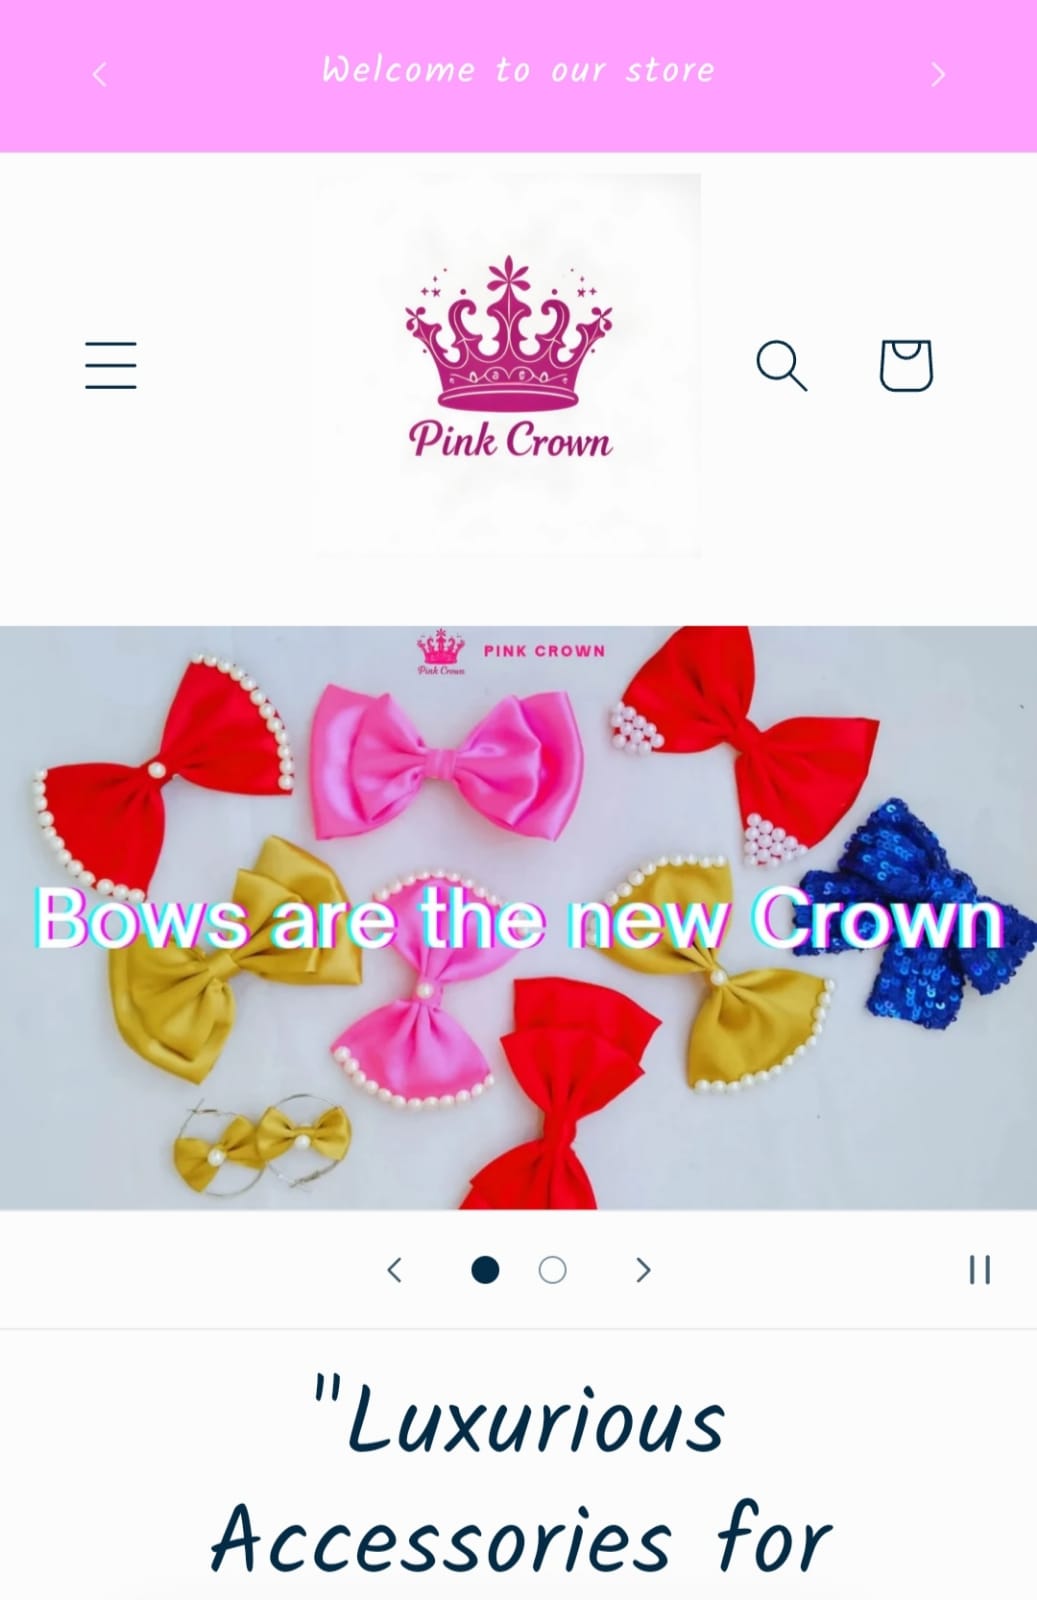 Welcome to our store
Pink Crown
Pink Crown
PINK CROWN
Bows are the new Crown
"Luxurious
Accessories for